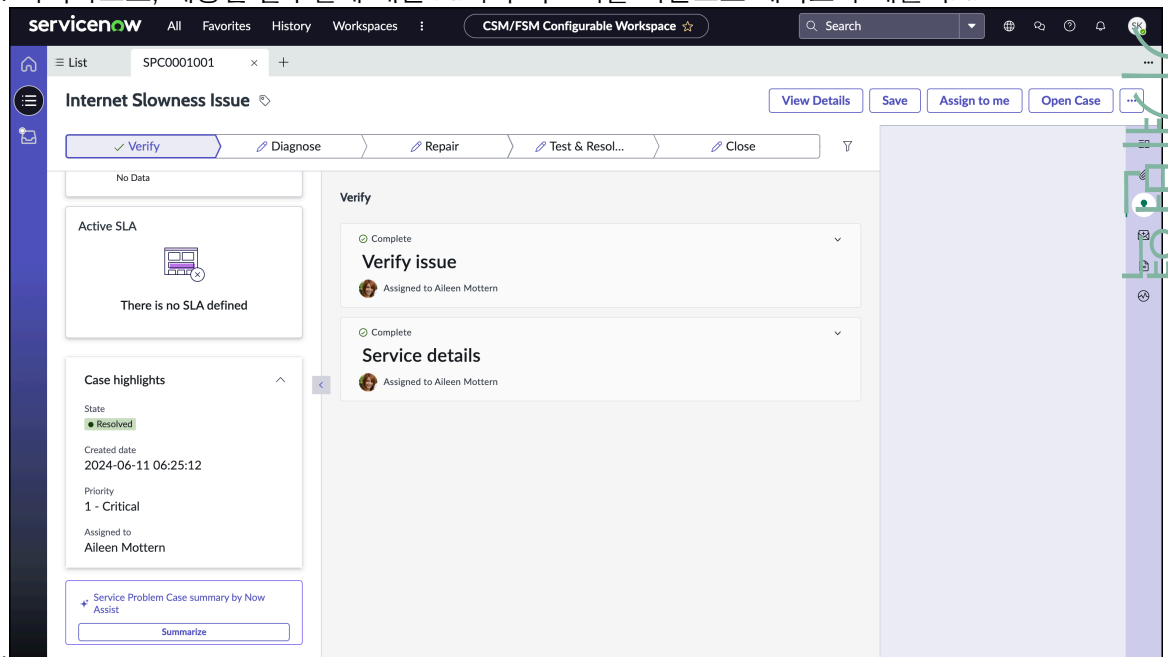 servicenow All Favorites History Workspaces CSM/FSM Configurable Workspace Search SK
List SPC0001001 × +
Internet Slowness Issue View Details Save Assign to me Open Case
Verify Diagnose Repair Test & Resol... Close
No Data
Active SLA
There is no SLA defined
Case highlights
State
Resolved
Created date
2024-06-11 06:25:12
Priority
1 - Critical
Assigned to
Aileen Mottern
Service Problem Case summary by Now
Assist
Summarize
Verify
Complete
Verify issue
Assigned to Aileen Mottern
Complete
Service details
Assigned to Aileen Mottern